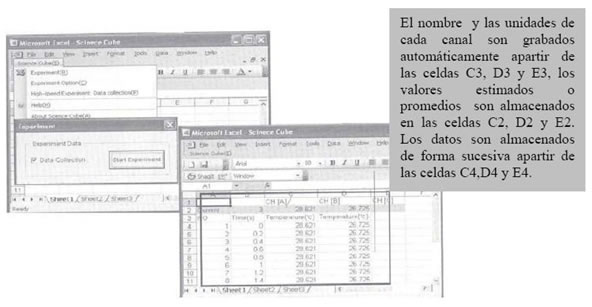 Microsoft Excel - Science Cube
File Edit View Insert Format Tools Data Window Help
Science Cube(S)
Experiment(R)
Experiment Option(C)
High-speed Experiment Data collection(P)
Help(H)
About Science Cube(A)
Experiment
Experiment Data
Data Collection
Start Experiment
Sheet1 / Sheet2 / Sheet3
Ready
Microsoft Excel - Science Cube
File Edit View Insert Format Tools Data Window Help
Science Cube(S)
Arial
10
Window
A1
CH [A] CH [B] CH [C]
28.621 26.725
NO Time(s) Temperature(℃) Temperature(℃)
1 0 28.621 26.725
2 0.2 28.621 26.725
3 0.4 28.621 26.725
4 0.6 28.621 26.725
5 0.8 28.621 26.725
6 1 28.621 26.725
7 1.2 28.621 26.725
8 1.4 28.621 26.725
Sheet1 / Sheet2 / Sheet3
El nombre y las unidades de
cada canal son grabados
automáticamente apartir de
las celdas C3, D3 y E3, los
valores estimados o
promedios son almacenados
en las celdas C2, D2 y E2.
Los datos son almacenados
de forma sucesiva apartir de
las celdas C4,D4 y E4.